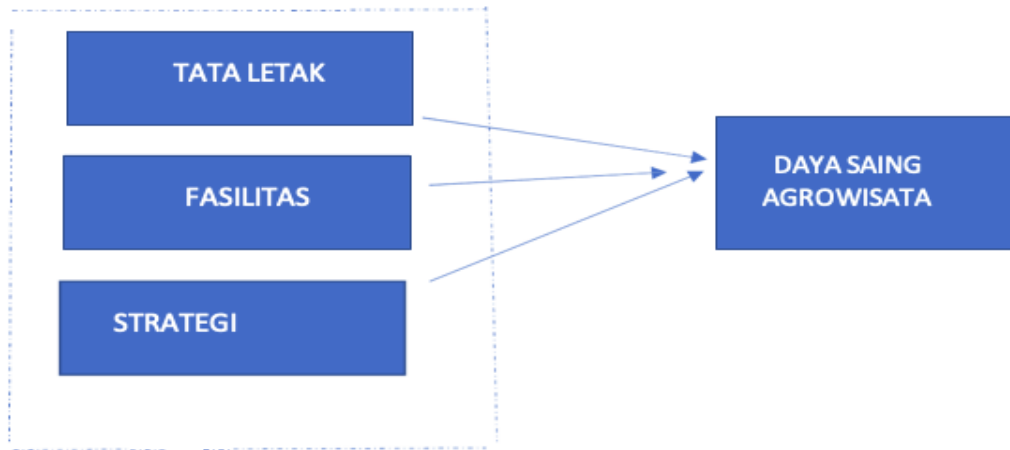 TATA LETAK
FASILITAS
STRATEGI
DAYA SAING
AGROWISATA